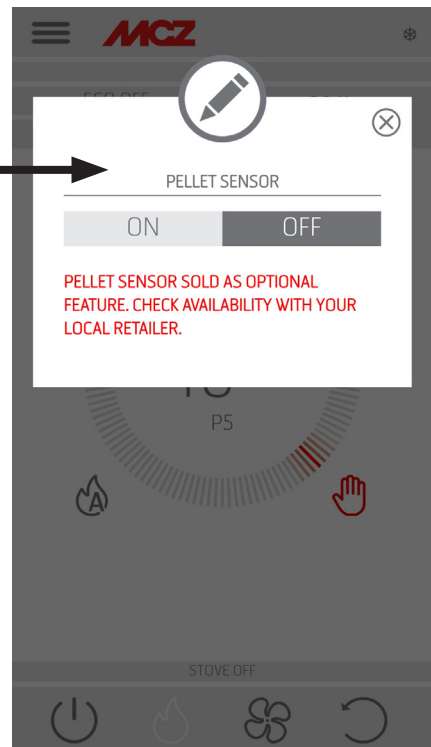 MCZ
PELLET SENSOR
ON OFF
PELLET SENSOR SOLD AS OPTIONAL
FEATURE. CHECK AVAILABILITY WITH YOUR
LOCAL RETAILER.
P5
A
STOVE OFF